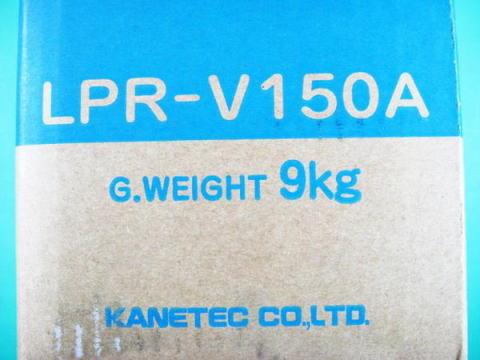 LPR-V150A
G.WEIGHT 9kg
KANETEC CO.,LTD.